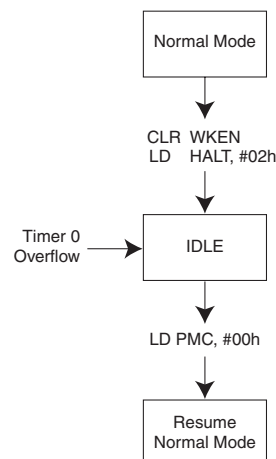 Normal Mode
CLR WKEN
LD HALT, #02h
Timer 0
Overflow
IDLE
LD PMC, #00h
Resume
Normal Mode